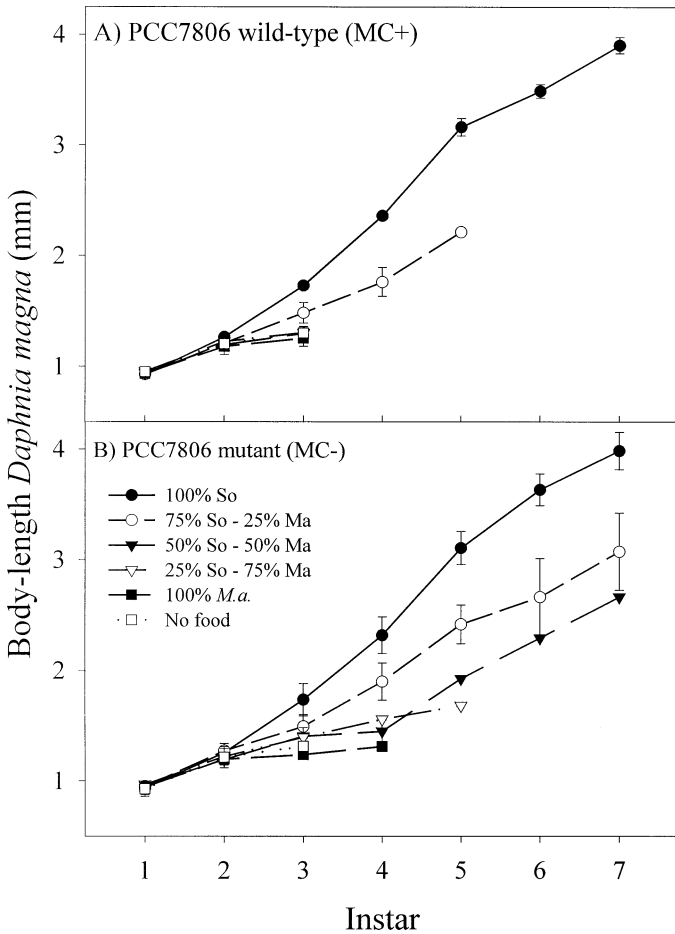 A) PCC7806 wild-type (MC+)
4
3
2
1
Body-length Daphnia magna (mm)
B) PCC7806 mutant (MC-)
100% So
75% So - 25% Ma
50% So - 50% Ma
25% So - 75% Ma
100% M.a.
No food
4
3
2
1
1 2 3 4 5 6 7
Instar